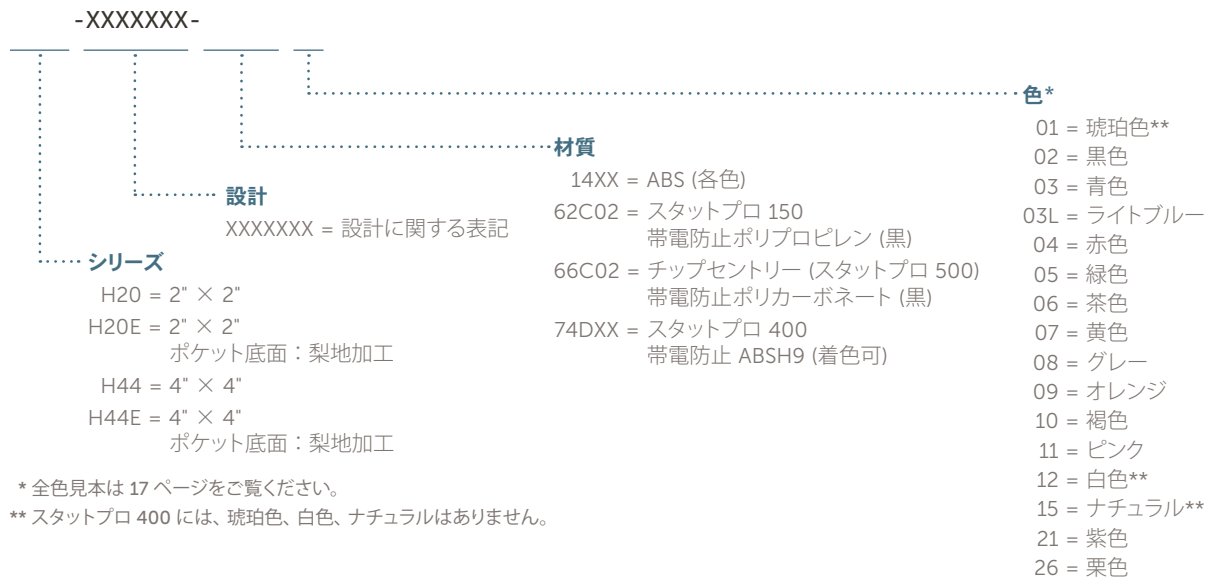 -XXXXXXX-
色*
01 = 琥珀色**
02 = 黒色
03 = 青色
03L = ライトブルー
04 = 赤色
05 = 緑色
06 = 茶色
07 = 黄色
08 = グレー
09 = オレンジ
10 = 褐色
11 = ピンク
12 = 白色**
15 = ナチュラル**
21 = 紫色
26 = 栗色
材質
14XX = ABS (各色)
62C02 = スタットプロ 150
帯電防止ポリプロピレン (黒)
66C02 = チップセントリー (スタットプロ 500)
帯電防止ポリカーボネート (黒)
74DXX = スタットプロ 400
帯電防止 ABSH9 (着色可)
設計
XXXXXXX = 設計に関する表記
シリーズ
H20 = 2" × 2"
H20E = 2" × 2"
ポケット底面：梨地加工
H44 = 4" × 4"
H44E = 4" × 4"
ポケット底面：梨地加工
* 全色見本は 17 ページをご覧ください。
** スタットプロ 400 には、琥珀色、白色、ナチュラルはありません。